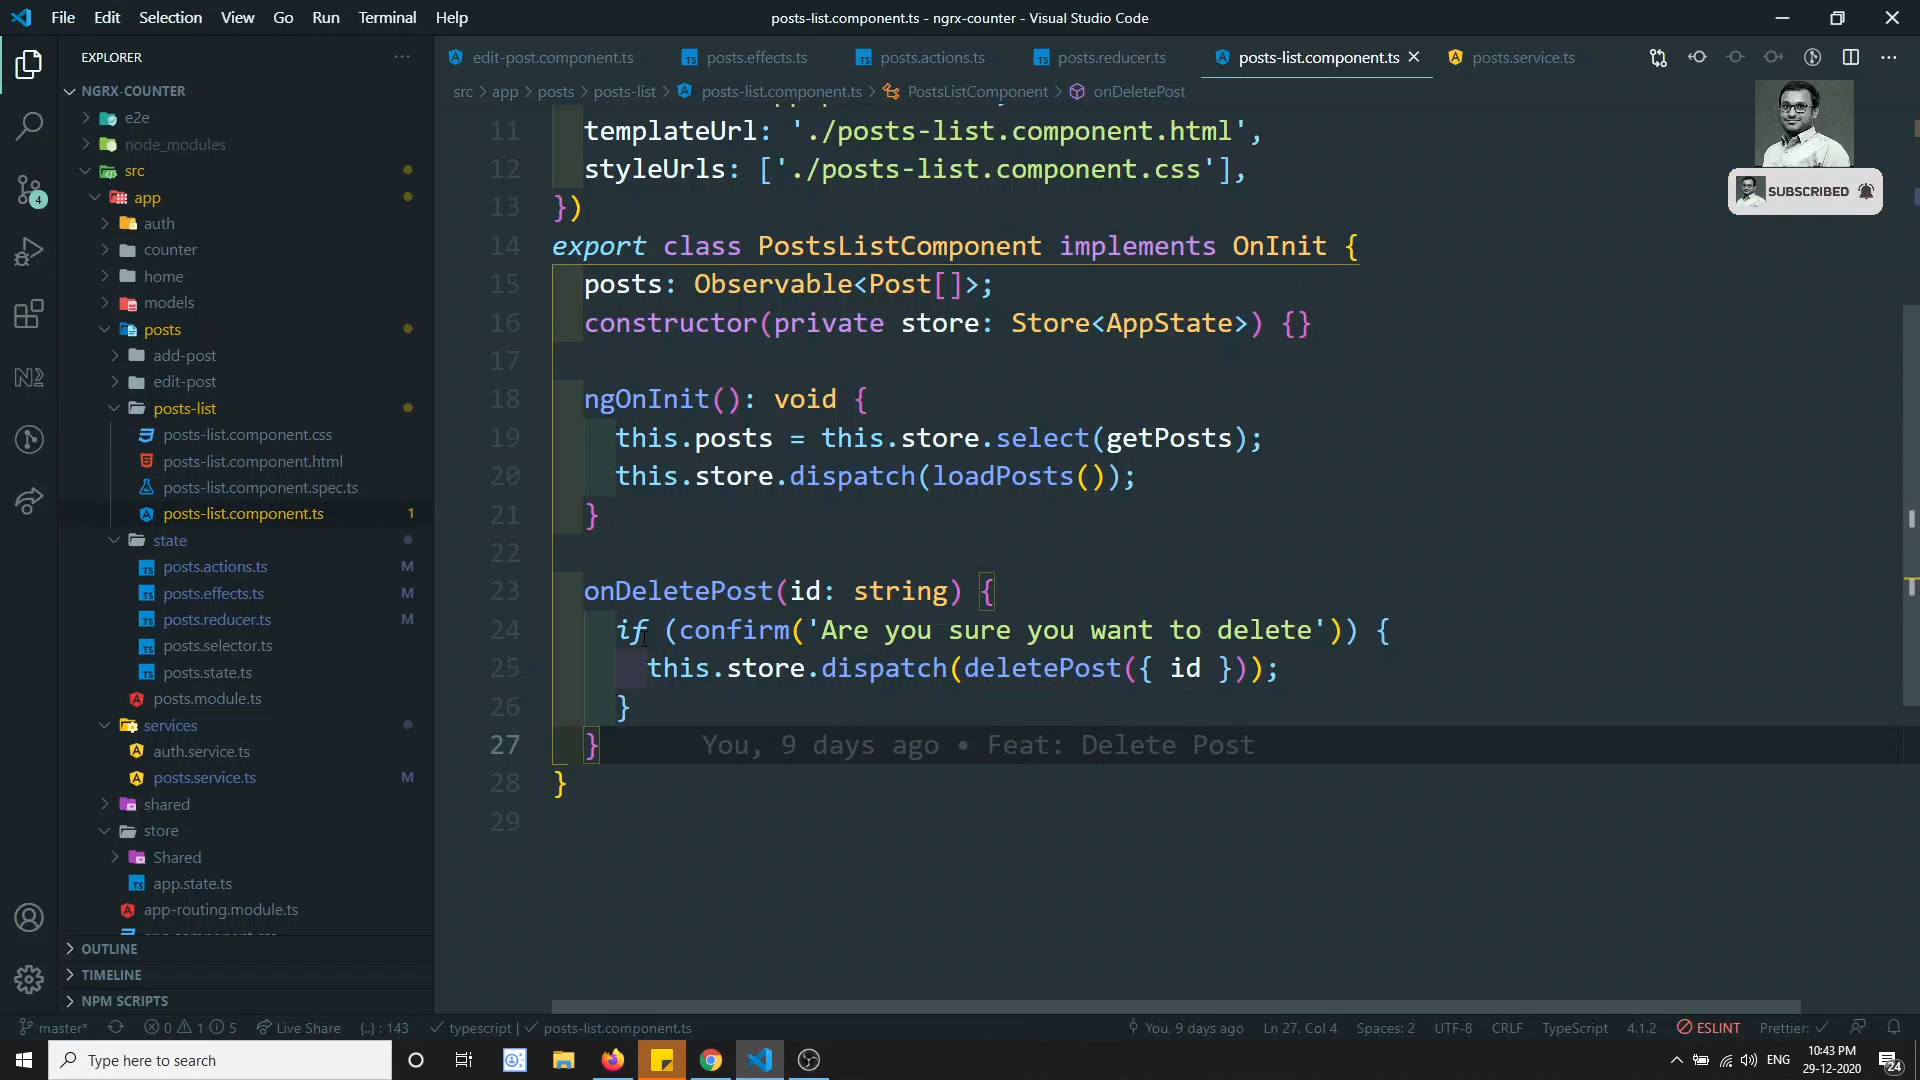 File Edit Selection View Go Run Terminal Help
posts-list.component.ts - ngrx-counter - Visual Studio Code
EXPLORER
edit-post.component.ts posts.effects.ts posts.actions.ts posts.reducer.ts posts-list.component.ts posts.service.ts
src > app > posts > posts-list > posts-list.component.ts > PostsListComponent > onDeletePost
NGRX-COUNTER
e2e
node_modules
src
app
auth
counter
home
models
posts
add-post
edit-post
posts-list
posts-list.component.css
posts-list.component.html
posts-list.component.spec.ts
posts-list.component.ts 1
state
posts.actions.ts M
posts.effects.ts M
posts.reducer.ts M
posts.selector.ts
posts.state.ts
posts.module.ts
services
auth.service.ts
posts.service.ts M
shared
store
Shared
app.state.ts
app-routing.module.ts
OUTLINE
TIMELINE
NPM SCRIPTS
4
11 templateUrl: './posts-list.component.html',
12 styleUrls: ['./posts-list.component.css'],
13 })
14 export class PostsListComponent implements OnInit {
15 posts: Observable<Post[]>;
16 constructor(private store: Store<AppState>) {}
17
18 ngOnInit(): void {
19 this.posts = this.store.select(getPosts);
20 this.store.dispatch(loadPosts());
21 }
22
23 onDeletePost(id: string) {
24 if (confirm('Are you sure you want to delete')) {
25 this.store.dispatch(deletePost({ id }));
26 }
27 } You, 9 days ago • Feat: Delete Post
28 }
29
SUBSCRIBED
master* 0 1 5 Live Share {..} : 143 typescript | posts-list.component.ts
You, 9 days ago Ln 27, Col 4 Spaces: 2 UTF-8 CRLF TypeScript 4.1.2 ESLINT Prettier:
Type here to search
ENG
10:43 PM
29-12-2020
24